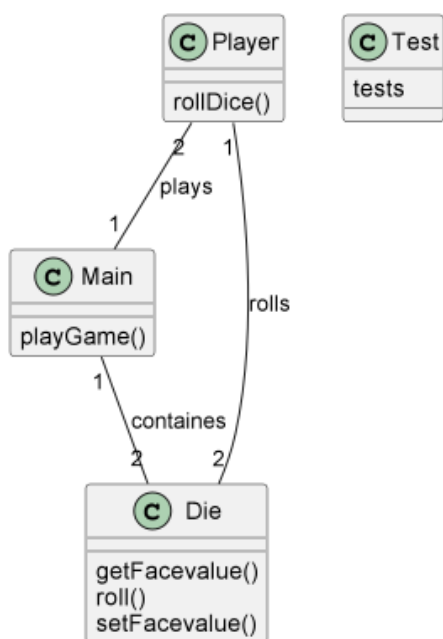 C Player
rollDice()
C Test
tests
2
1
plays
1
C Main
playGame()
rolls
1
containes
2
2
C Die
getFacevalue()
roll()
setFacevalue()